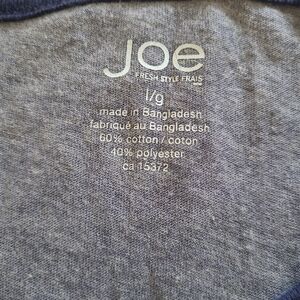 Joe
FRESH STYLE FRAIS
l/g
made in Bangladesh
fabriqué au Bangladesh
60% cotton / coton
40% polyester
ca 15372